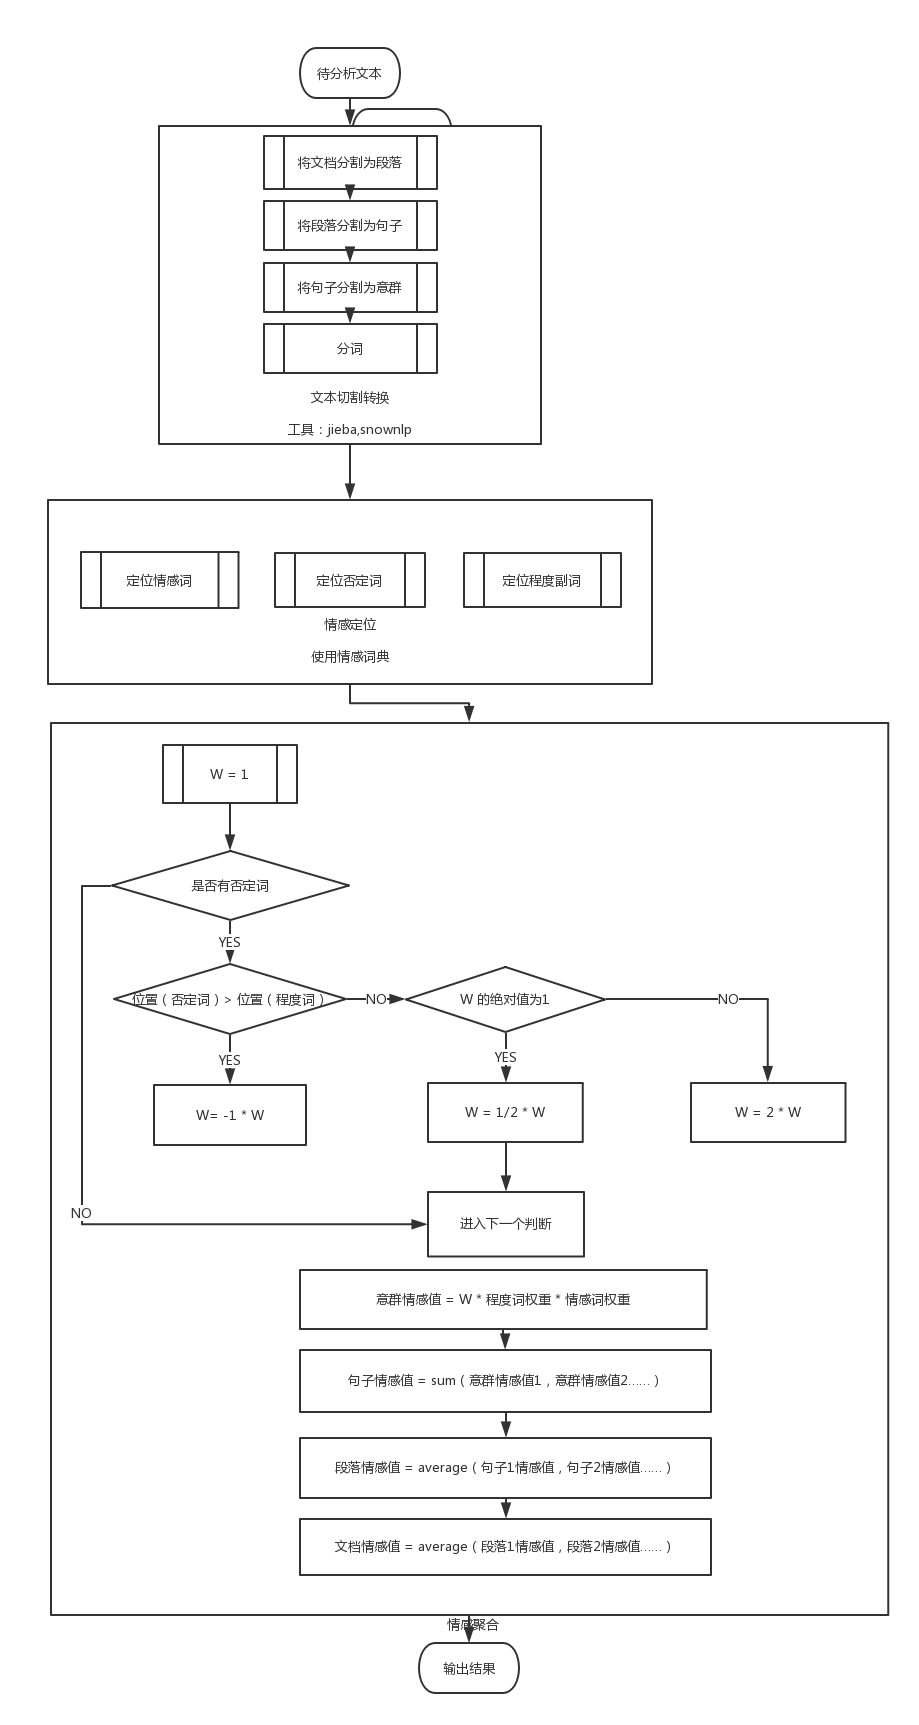 待分析文本
将文档分割为段落
将段落分割为句子
将句子分割为意群
分词
文本切割转换
工具：jieba,snownlp
定位情感词
定位否定词
定位程度副词
情感定位
使用情感词典
W = 1
是否有否定词
YES
位置（否定词）> 位置（程度词）
NO
W 的绝对值为1
NO
YES
YES
W= -1 * W
W = 1/2 * W
W = 2 * W
NO
进入下一个判断
意群情感值 = W * 程度词权重 * 情感词权重
句子情感值 = sum（意群情感值1，意群情感值2……）
段落情感值 = average（句子1情感值，句子2情感值……）
文档情感值 = average（段落1情感值，段落2情感值……）
情感聚合
输出结果